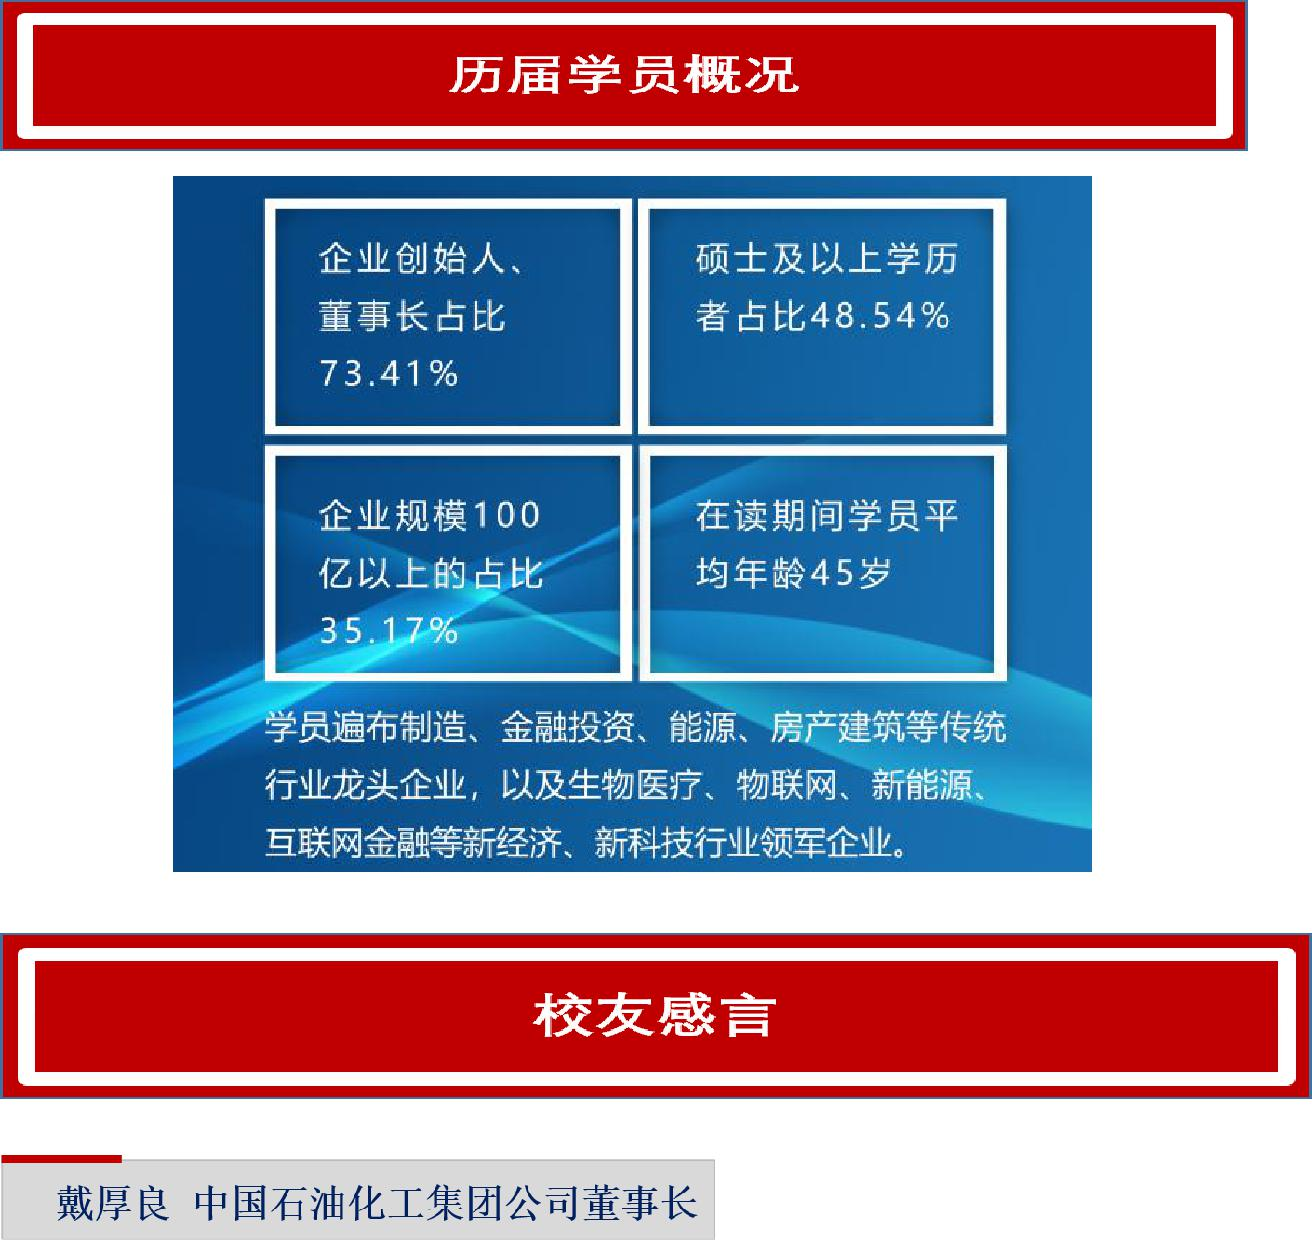 历届学员概况
企业创始人、
董事长占比
73.41%
硕士及以上学历
者占比48.54%
企业规模100
亿以上的占比
35.17%
在读期间学员平
均年龄45岁
学员遍布制造、金融投资、能源、房产建筑等传统
行业龙头企业，以及生物医疗、物联网、新能源、
互联网金融等新经济、新科技行业领军企业。
校友感言
戴厚良 中国石油化工集团公司董事长